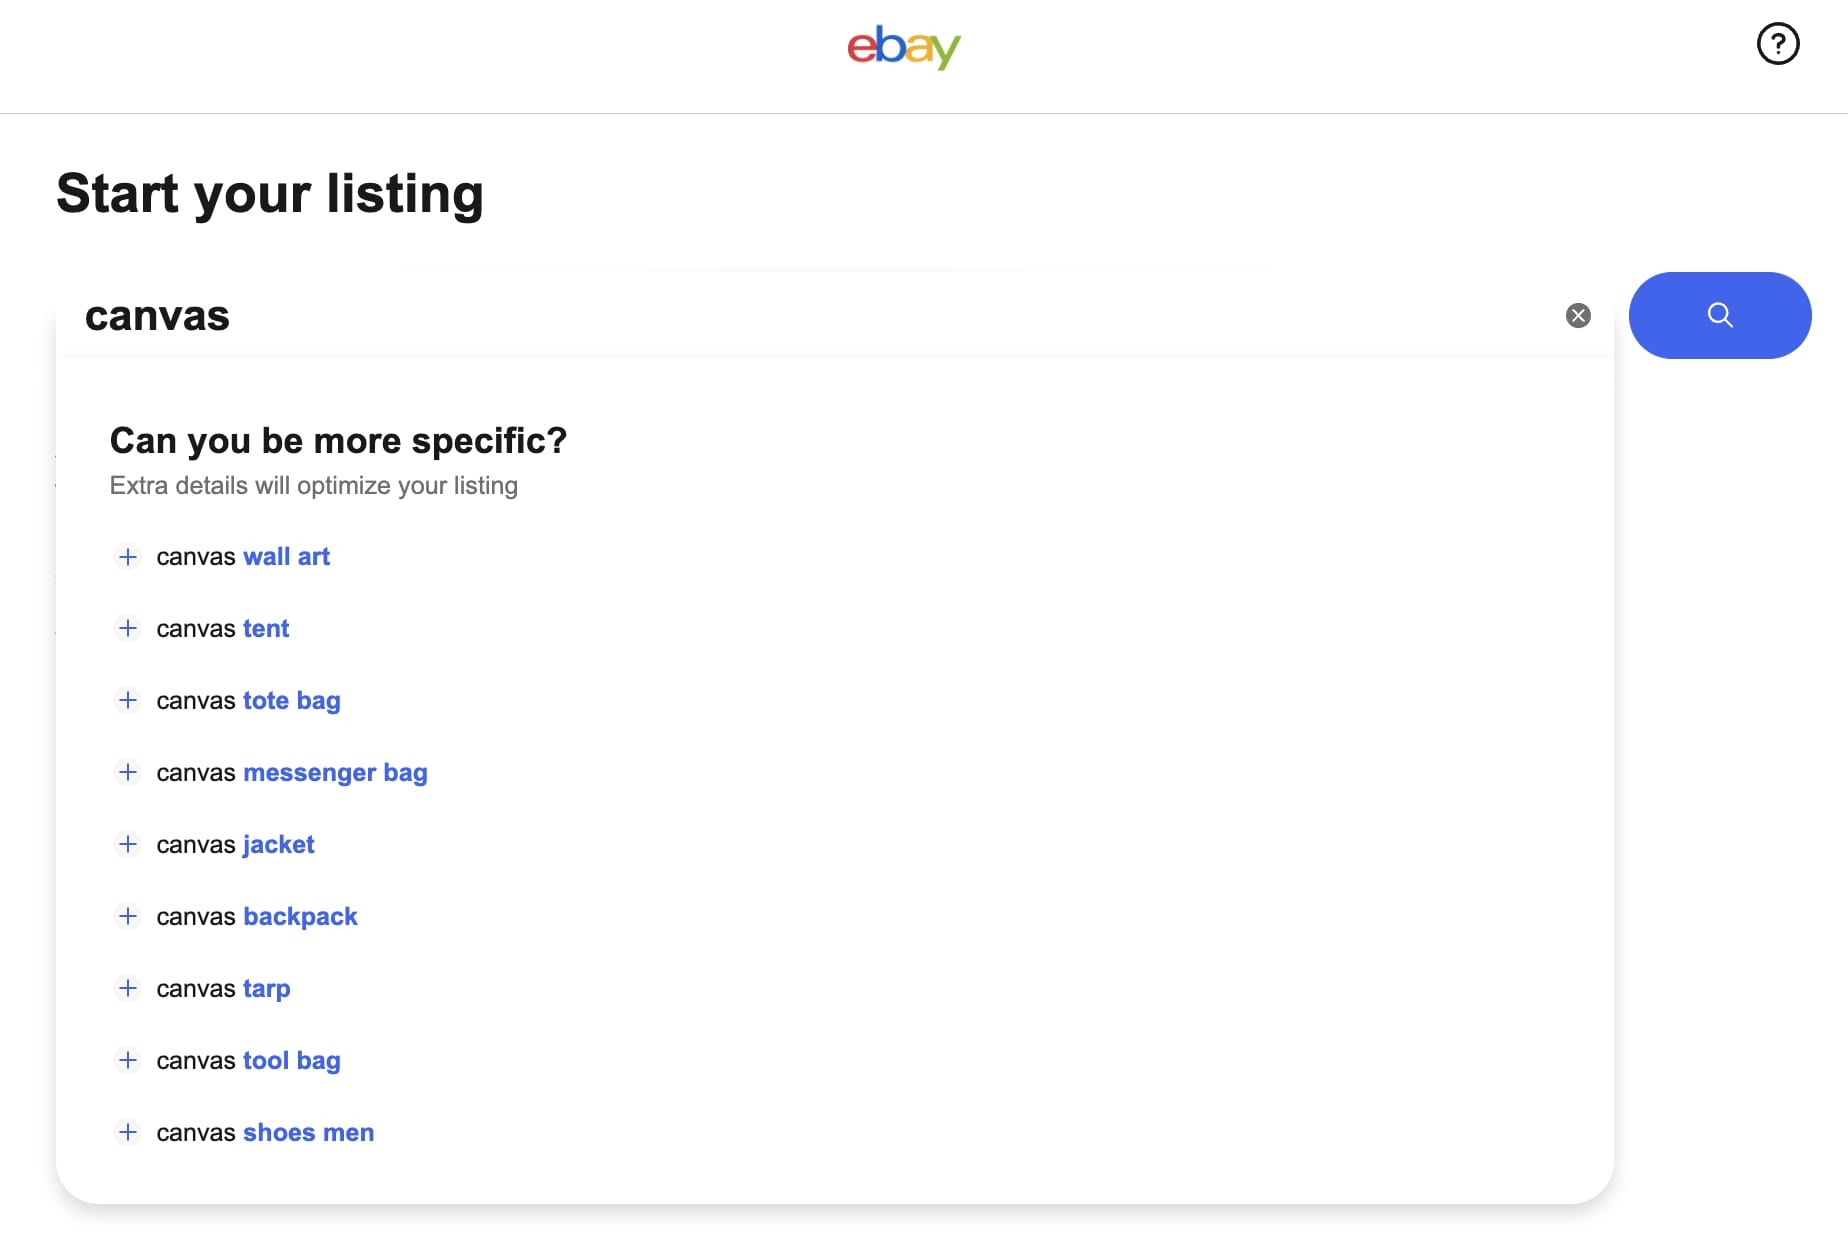 ebay
?
Start your listing
canvas
Can you be more specific?
Extra details will optimize your listing
canvas wall art
canvas tent
canvas tote bag
canvas messenger bag
canvas jacket
canvas backpack
canvas tarp
canvas tool bag
canvas shoes men